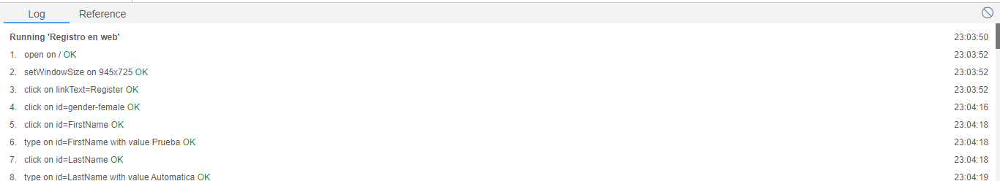 Log Reference
Running 'Registro en web' 23:03:50
1. open on / OK 23:03:52
2. setWindowSize on 945x725 OK 23:03:52
3. click on linkText=Register OK 23:03:52
4. click on id=gender-female OK 23:04:16
5. click on id=FirstName OK 23:04:18
6. type on id=FirstName with value Prueba OK 23:04:18
7. click on id=LastName OK 23:04:18
8. type on id=LastName with value Automatica OK 23:04:19